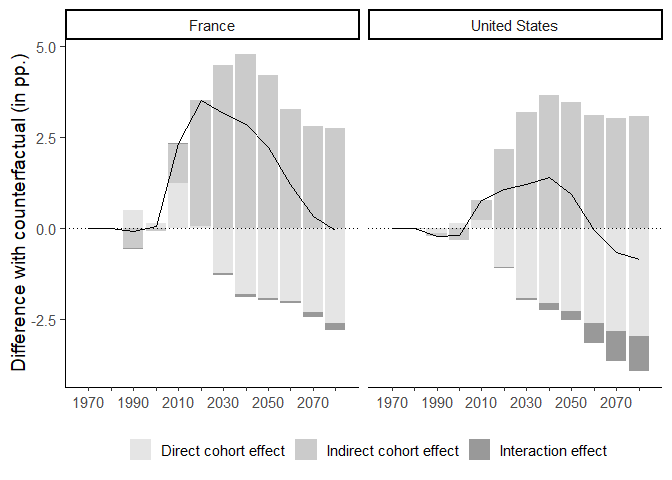 France
United States
Difference with counterfactual (in pp.)
5.0
2.5
0.0
-2.5
1970 1990 2010 2030 2050 2070
1970 1990 2010 2030 2050 2070
Direct cohort effect
Indirect cohort effect
Interaction effect